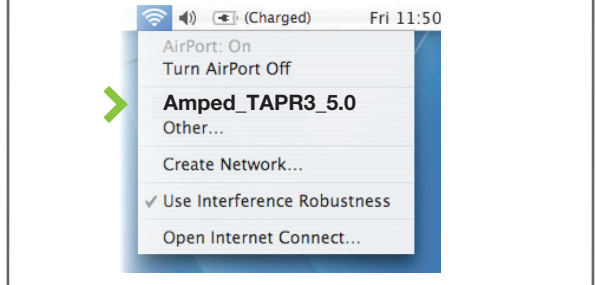 (Charged) Fri 11:50
AirPort: On
Turn AirPort Off
Amped_TAPR3_5.0
Other...
Create Network...
✓ Use Interference Robustness
Open Internet Connect...